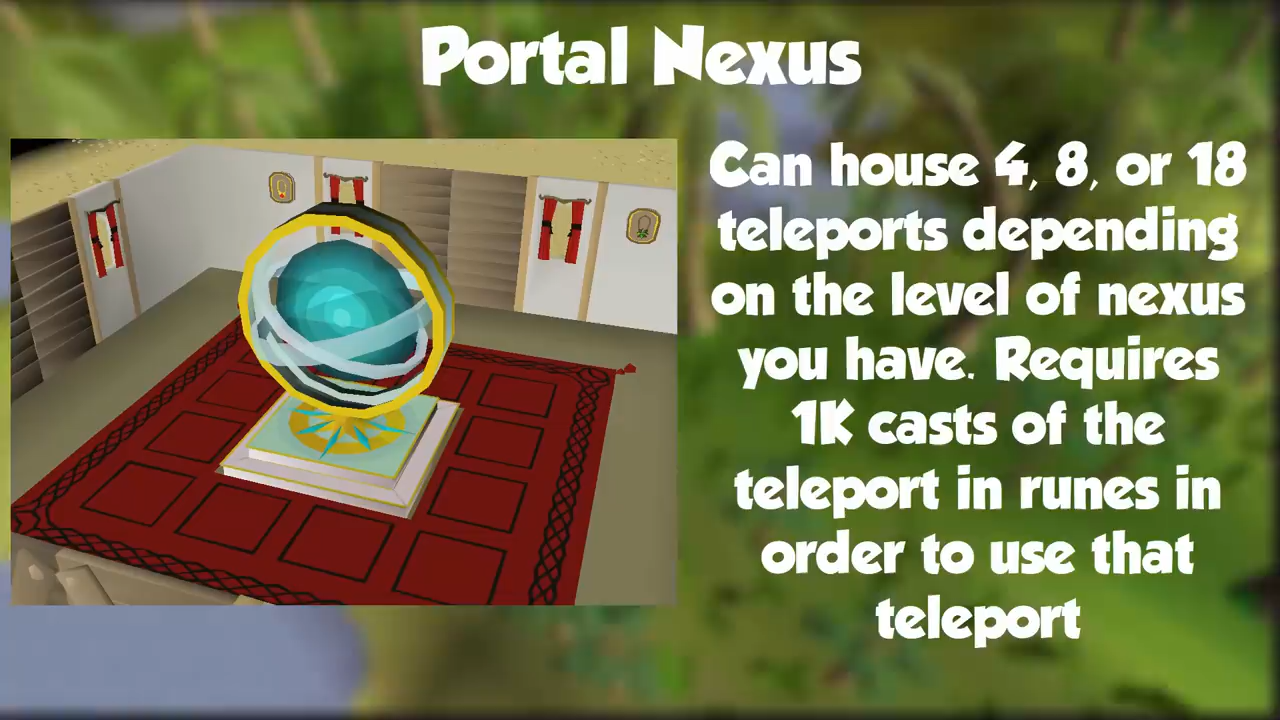 Portal Nexus
Can house 4, 8, or 18
teleports depending
on the level of nexus
you have. Requires
1K casts of the
teleport in runes in
order to use that
teleport